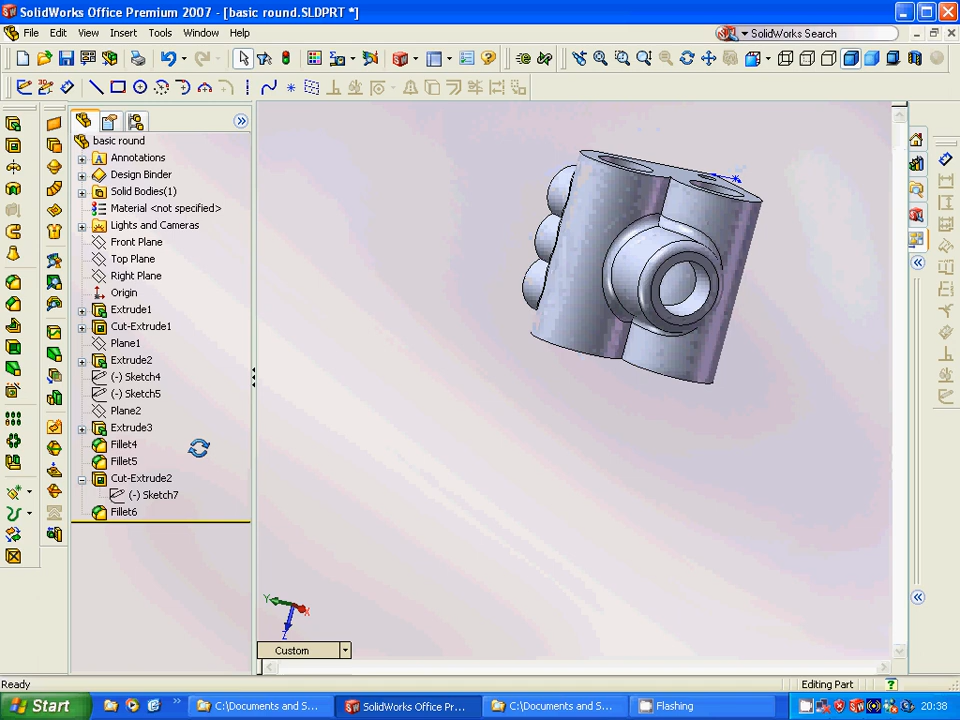 SolidWorks Office Premium 2007 - [basic round.SLDPRT *]
File Edit View Insert Tools Window Help
SolidWorks Search
basic round
Annotations
Design Binder
Solid Bodies(1)
Material <not specified>
Lights and Cameras
Front Plane
Top Plane
Right Plane
Origin
Extrude1
Cut-Extrude1
Plane1
Extrude2
(-) Sketch4
(-) Sketch5
Plane2
Extrude3
Fillet4
Fillet5
Cut-Extrude2
(-) Sketch7
Fillet6
Y X
Z
Custom
Ready Editing Part
Start C:\Documents and S... SolidWorks Office Pr... C:\Documents and S... Flashing 20:38